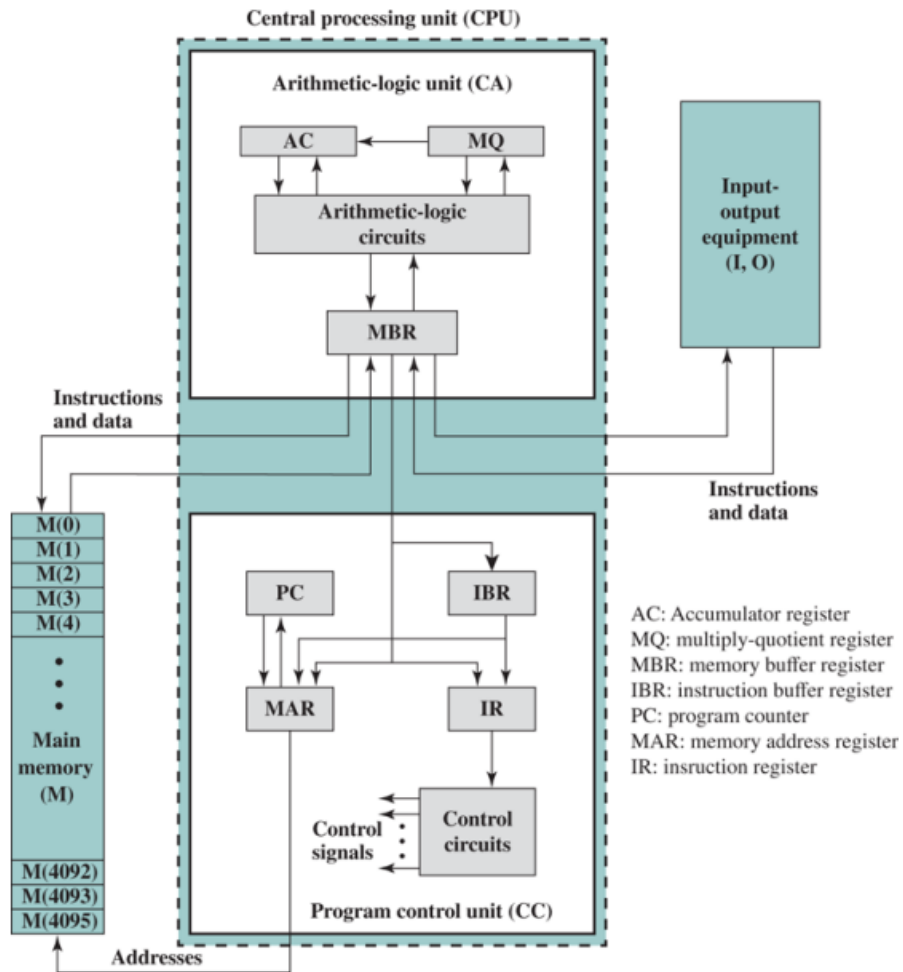 Central processing unit (CPU)
Arithmetic-logic unit (CA)
AC
MQ
Arithmetic-logic
circuits
MBR
Input-
output
equipment
(I, O)
Instructions
and data
Instructions
and data
M(0)
M(1)
M(2)
M(3)
M(4)
Main
memory
(M)
M(4092)
M(4093)
M(4095)
PC
IBR
MAR
IR
Control
signals
Control
circuits
Program control unit (CC)
Addresses
AC: Accumulator register
MQ: multiply-quotient register
MBR: memory buffer register
IBR: instruction buffer register
PC: program counter
MAR: memory address register
IR: insruction register